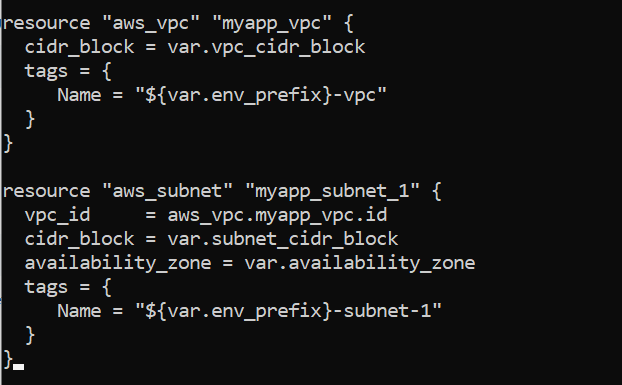 resource "aws_vpc" "myapp_vpc" {
  cidr_block = var.vpc_cidr_block
  tags = {
     Name = "${var.env_prefix}-vpc"
  }
}

resource "aws_subnet" "myapp_subnet_1" {
  vpc_id     = aws_vpc.myapp_vpc.id
  cidr_block = var.subnet_cidr_block
  availability_zone = var.availability_zone
  tags = {
     Name = "${var.env_prefix}-subnet-1"
  }
}